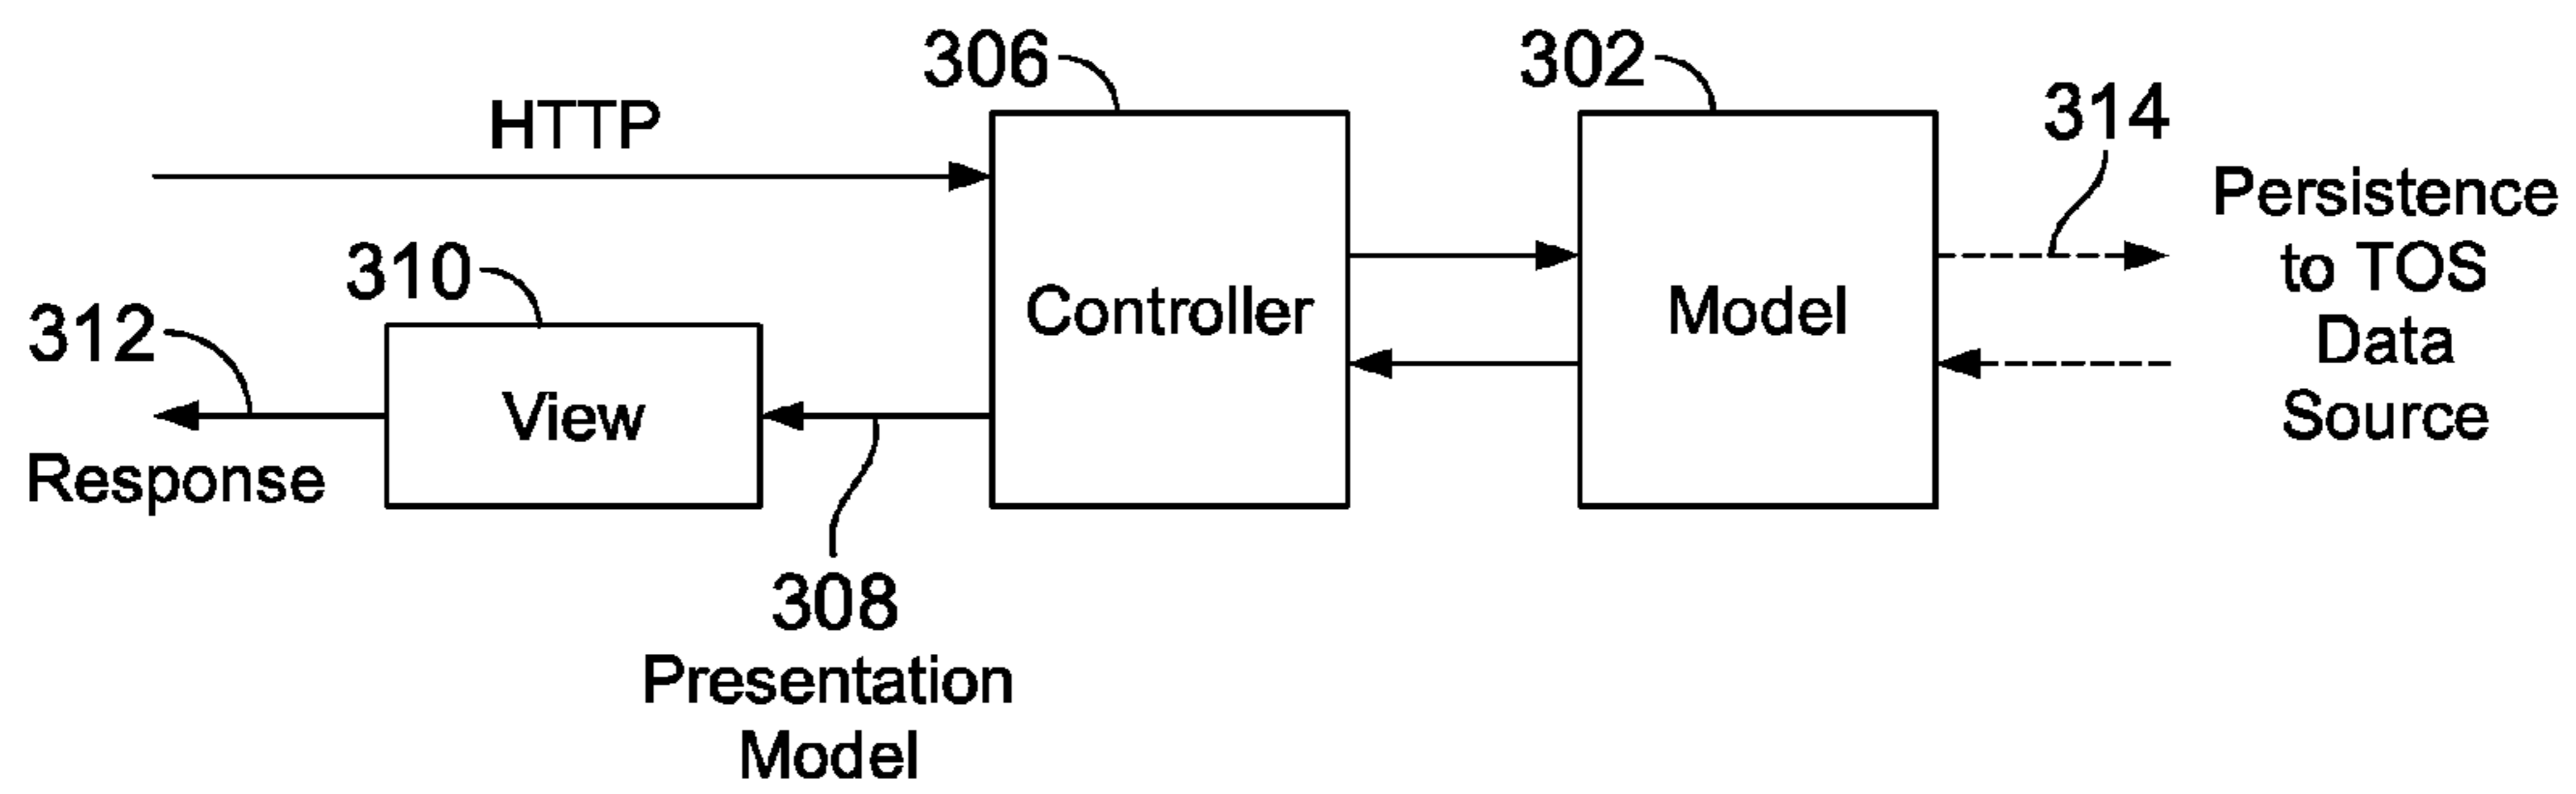 306
302
314
HTTP
Persistence
to TOS
Data
Source
310
312
Controller
Model
View
Response
308
Presentation
Model